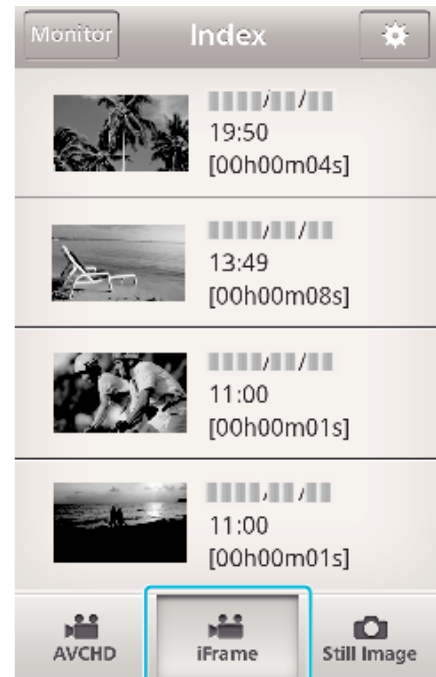 Monitor Index
19:50
[00h00m04s]
13:49
[00h00m08s]
11:00
[00h00m01s]
11:00
[00h00m01s]
AVCHD iFrame Still Image